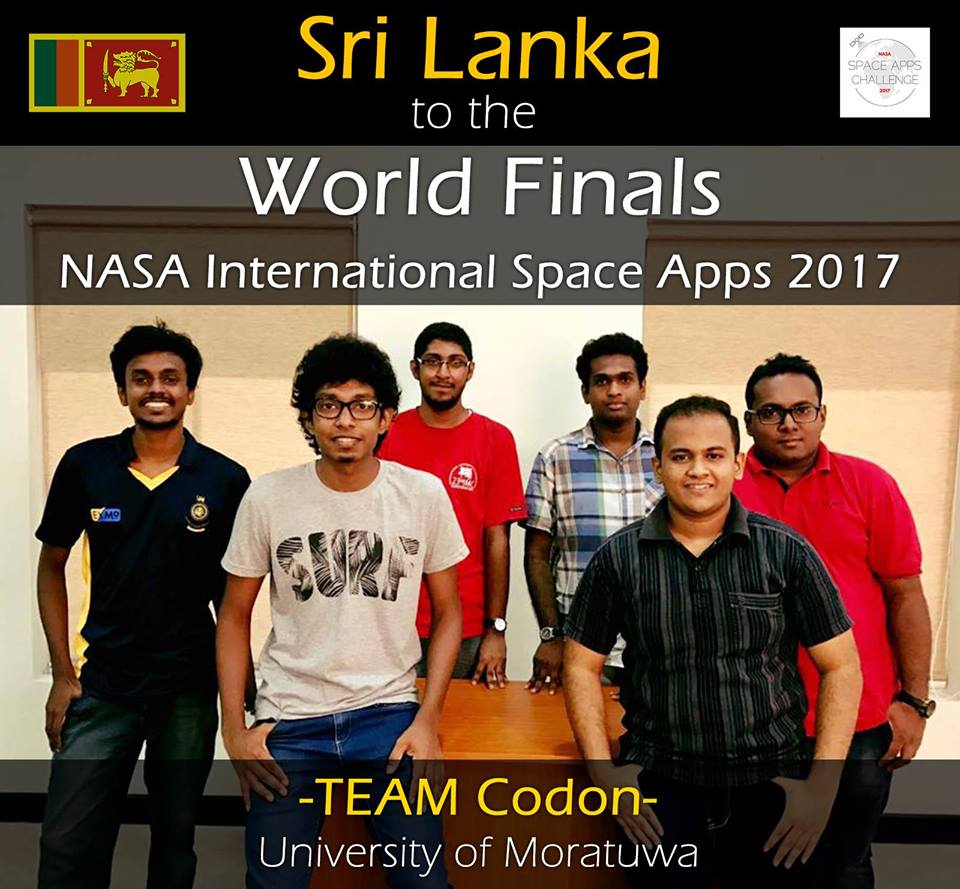 Sri Lanka
to the
NASA
SPACE APPS
CHALLENGE
2017
World Finals
NASA International Space Apps 2017
SURF
-TEAM Codon-
University of Moratuwa